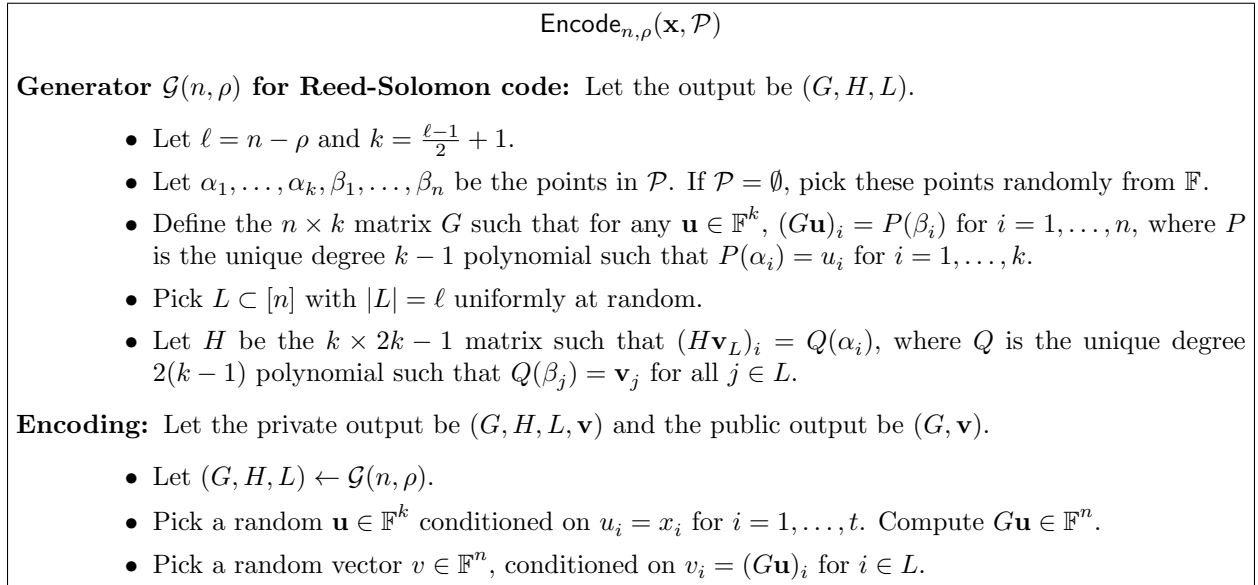 Encode_{n,ρ}(x, P)
Generator G(n, ρ) for Reed-Solomon code: Let the output be (G, H, L).
• Let ℓ = n − ρ and k = \frac{ℓ−1}{2} + 1.
• Let α_1, . . . , α_k, β_1, . . . , β_n be the points in P. If P = ∅, pick these points randomly from 𝔽.
• Define the n × k matrix G such that for any u ∈ 𝔽^k, (Gu)_i = P(β_i) for i = 1, . . . , n, where P
is the unique degree k − 1 polynomial such that P(α_i) = u_i for i = 1, . . . , k.
• Pick L ⊂ [n] with |L| = ℓ uniformly at random.
• Let H be the k × 2k − 1 matrix such that (Hv_L)_i = Q(α_i), where Q is the unique degree
2(k − 1) polynomial such that Q(β_j) = v_j for all j ∈ L.
Encoding: Let the private output be (G, H, L, v) and the public output be (G, v).
• Let (G, H, L) ← G(n, ρ).
• Pick a random u ∈ 𝔽^k conditioned on u_i = x_i for i = 1, . . . , t. Compute Gu ∈ 𝔽^n.
• Pick a random vector v ∈ 𝔽^n, conditioned on v_i = (Gu)_i for i ∈ L.